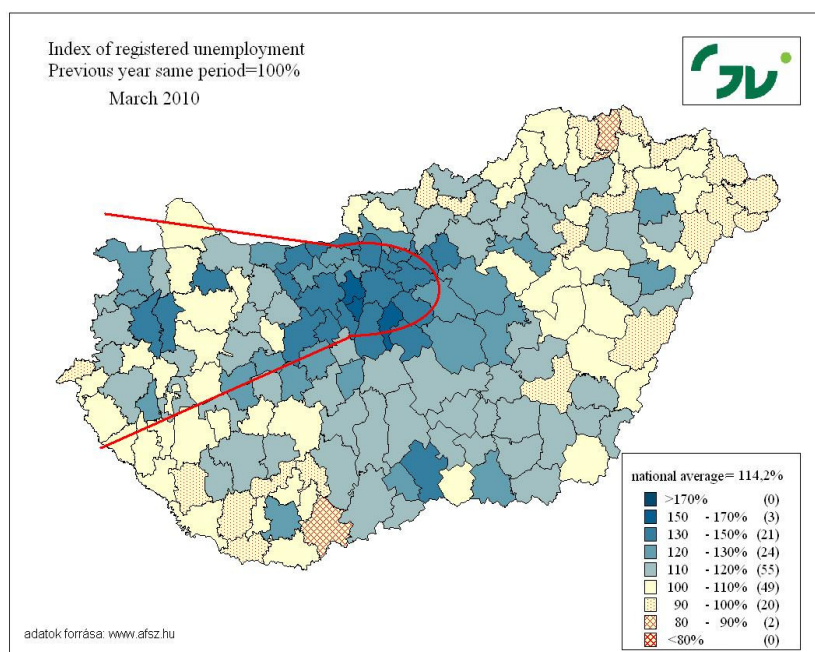 Index of registered unemployment
Previous year same period=100%
March 2010
national average= 114,2%
>170% (0)
150 - 170% (3)
130 - 150% (21)
120 - 130% (24)
110 - 120% (55)
100 - 110% (49)
90 - 100% (20)
80 - 90% (2)
<80% (0)
adatok forrása: www.afsz.hu